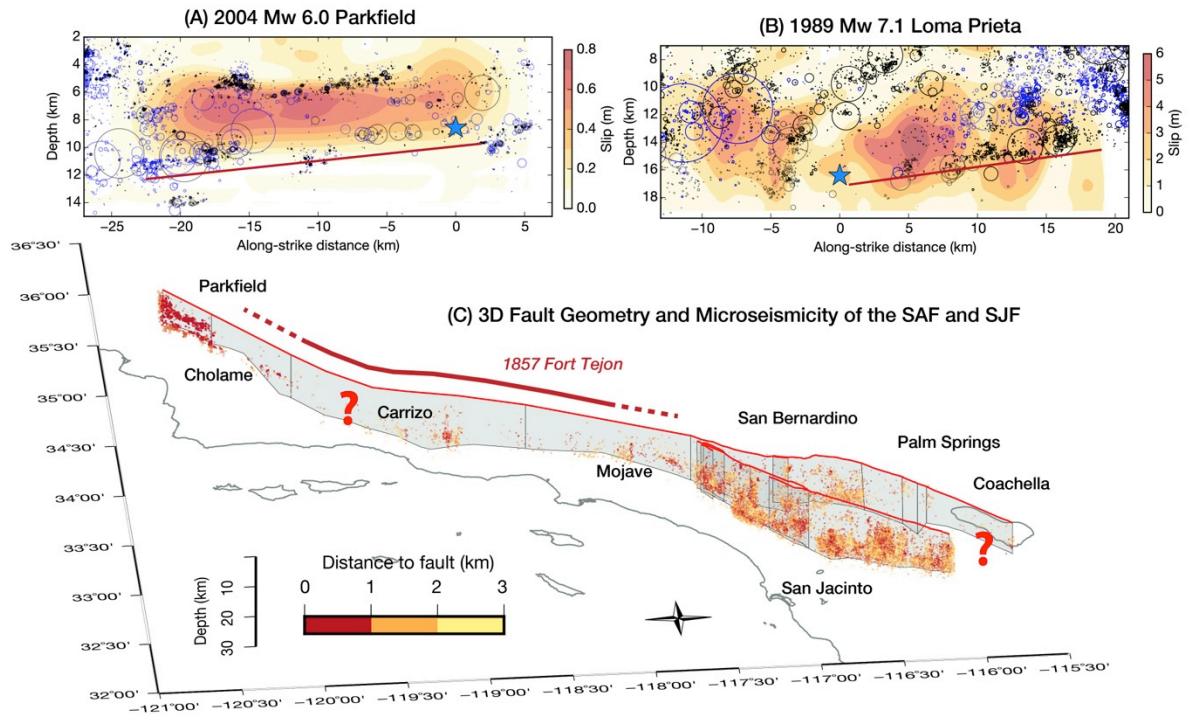 (A) 2004 Mw 6.0 Parkfield
2
4
6
8
10
12
14
Depth (km)
−25 −20 −15 −10 −5 0 5
Along-strike distance (km)
0.8
0.6
0.4
0.2
0.0
Slip (m)
(B) 1989 Mw 7.1 Loma Prieta
8
10
12
14
16
18
Depth (km)
−10 −5 0 5 10 15 20
Along-strike distance (km)
6
5
4
3
2
1
0
Slip (m)
(C) 3D Fault Geometry and Microseismicity of the SAF and SJF
36°30'
36°00'
35°30'
35°00'
34°30'
34°00'
33°30'
33°00'
32°30'
32°00'
Parkfield
Cholame
1857 Fort Tejon
?
Carrizo
San Bernardino
Mojave
Palm Springs
Coachella
?
San Jacinto
Distance to fault (km)
0 1 2 3
Depth (km)
10
20
30
−121°00' −120°30' −120°00' −119°30' −119°00' −118°30' −118°00' −117°30' −117°00' −116°30' −116°00' −115°30'